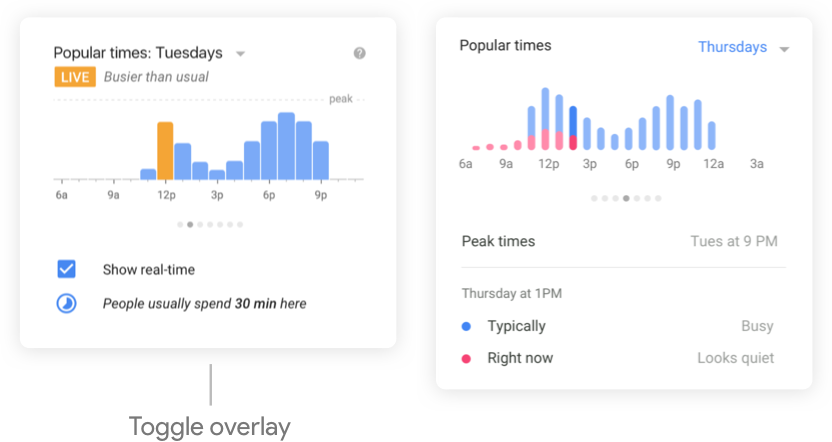 Popular times: Tuesdays
LIVE Busier than usual
peak
6a 9a 12p 3p 6p 9p
Show real-time
People usually spend 30 min here
Toggle overlay
Popular times Thursdays
6a 9a 12p 3p 6p 9p 12a 3a
Peak times Tues at 9 PM
Thursday at 1PM
Typically Busy
Right now Looks quiet